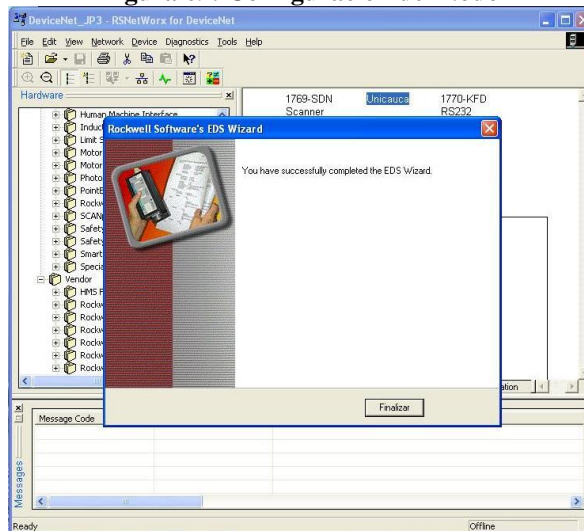 DeviceNet_JP3 - RSNetWorx for DeviceNet
File Edit View Network Device Diagnostics Tools Help
Hardware
1769-SDN
Scanner
Unicauca
1770-KFD
RS232
Human Machine Interface
Rockwell Software's EDS Wizard
You have successfully completed the EDS Wizard.
Limit S
Motor
Motor
Photo
PointB
Rockw
SCAN
Safety
Safety
Smart
Specia
Vendor
HMS F
Rockw
Rockw
Rockw
Rockw
Rockw
Finalizar
Message Code
Messages
Ready
Offline